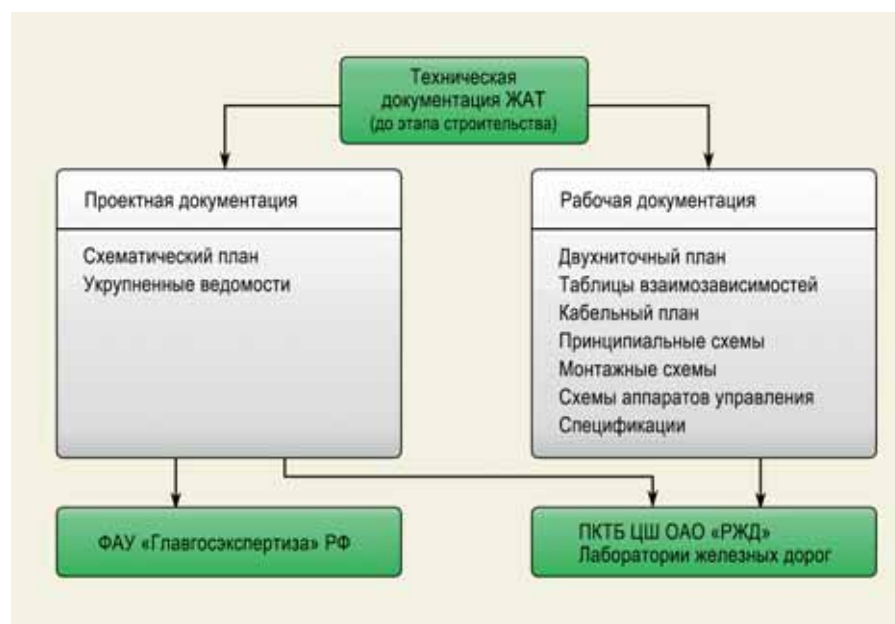 Техническая
документация ЖАТ
(до этапа строительства)
Проектная документация
Схематический план
Укрупненные ведомости
Рабочая документация
Двухниточный план
Таблицы взаимозависимостей
Кабельный план
Принципиальные схемы
Монтажные схемы
Схемы аппаратов управления
Спецификации
ФАУ «Главгосэкспертиза» РФ
ПКТБ ЦШ ОАО «РЖД»
Лаборатории железных дорог